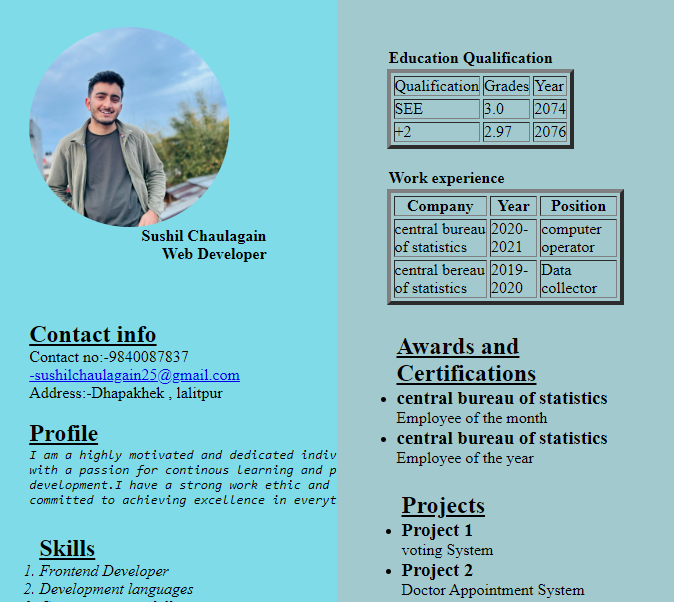 Sushil Chaulagain
Web Developer
Contact info
Contact no:-9840087837
-sushilchaulagain25@gmail.com
Address:-Dhapakhek , lalitpur
Profile
I am a highly motivated and dedicated indiv
with a passion for continous learning and p
development.I have a strong work ethic and
committed to achieving excellence in everyt
Skills
1. Frontend Developer
2. Development languages
Education Qualification
Qualification Grades Year
SEE 3.0 2074
+2 2.97 2076
Work experience
Company Year Position
central bureau 2020- computer
of statistics 2021 operator
central bereau 2019- Data
of statistics 2020 collector
Awards and
Certifications
central bureau of statistics
Employee of the month
central bureau of statistics
Employee of the year
Projects
Project 1
voting System
Project 2
Doctor Appointment System